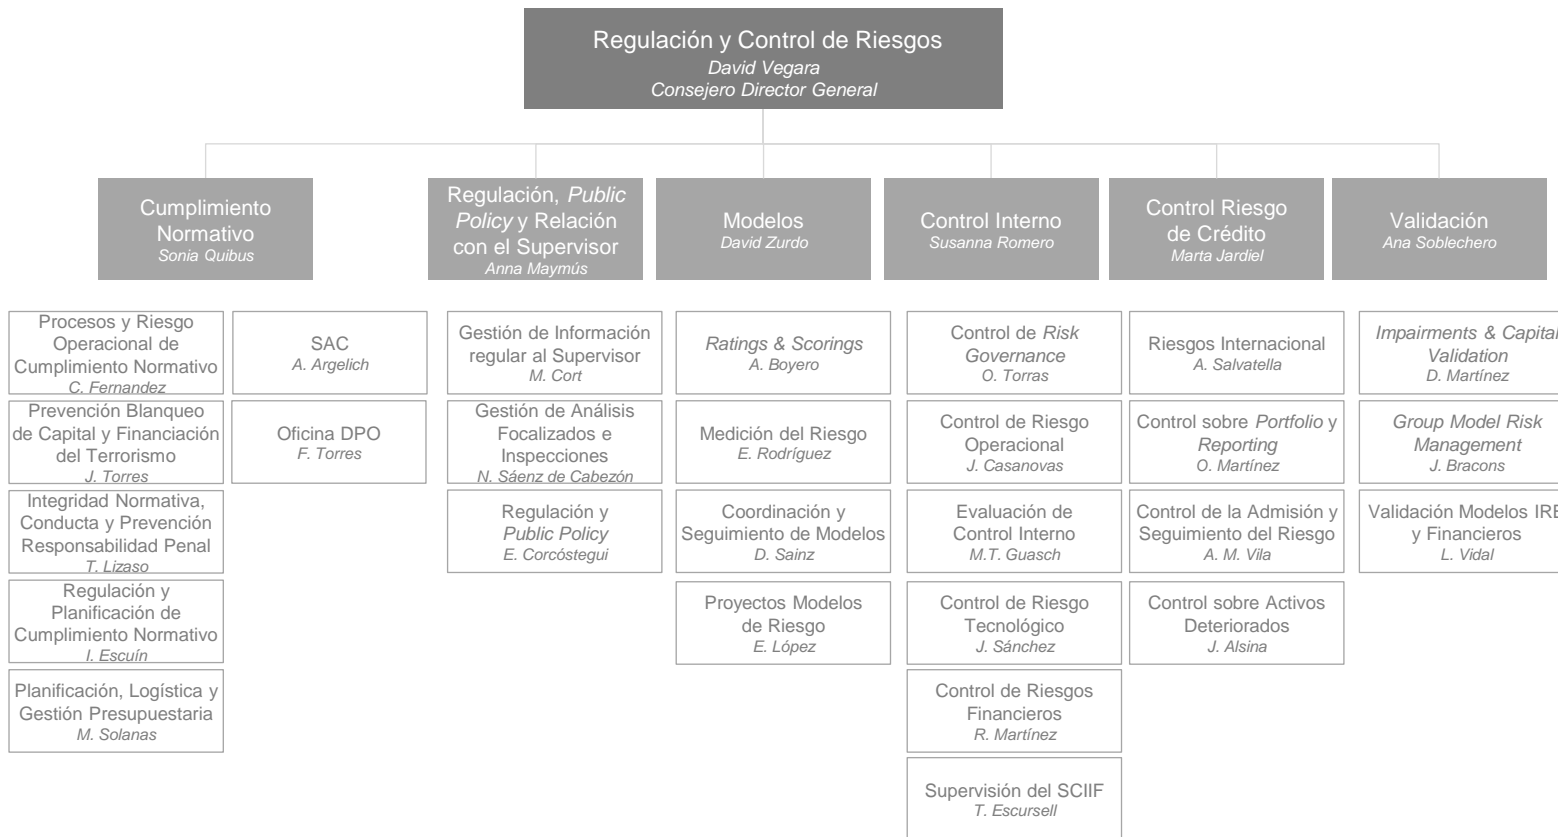 Regulación y Control de Riesgos
David Vegara
Consejero Director General
Cumplimiento
Normativo
Sonia Quibus
Regulación, Public
Policy y Relación
con el Supervisor
Anna Maymús
Modelos
David Zurdo
Control Interno
Susanna Romero
Control Riesgo
de Crédito
Marta Jardiel
Validación
Ana Soblechero
Procesos y Riesgo
Operacional de
Cumplimiento Normativo
C. Fernandez
Prevención Blanqueo
de Capital y Financiación
del Terrorismo
J. Torres
Integridad Normativa,
Conducta y Prevención
Responsabilidad Penal
T. Lizaso
Regulación y
Planificación de
Cumplimiento Normativo
I. Escuín
Planificación, Logística y
Gestión Presupuestaria
M. Solanas
SAC
A. Argelich
Oficina DPO
F. Torres
Gestión de Información
regular al Supervisor
M. Cort
Gestión de Análisis
Focalizados e
Inspecciones
N. Sáenz de Cabezón
Regulación y
Public Policy
E. Corcóstegui
Ratings & Scorings
A. Boyero
Medición del Riesgo
E. Rodríguez
Coordinación y
Seguimiento de Modelos
D. Sainz
Proyectos Modelos
de Riesgo
E. López
Control de Risk
Governance
O. Torras
Control de Riesgo
Operacional
J. Casanovas
Evaluación de
Control Interno
M.T. Guasch
Control de Riesgo
Tecnológico
J. Sánchez
Control de Riesgos
Financieros
R. Martínez
Supervisión del SCIIF
T. Escursell
Riesgos Internacional
A. Salvatella
Control sobre Portfolio y
Reporting
O. Martínez
Control de la Admisión y
Seguimiento del Riesgo
A. M. Vila
Control sobre Activos
Deteriorados
J. Alsina
Impairments & Capital
Validation
D. Martínez
Group Model Risk
Management
J. Bracons
Validación Modelos
y Financieros
L. Vidal